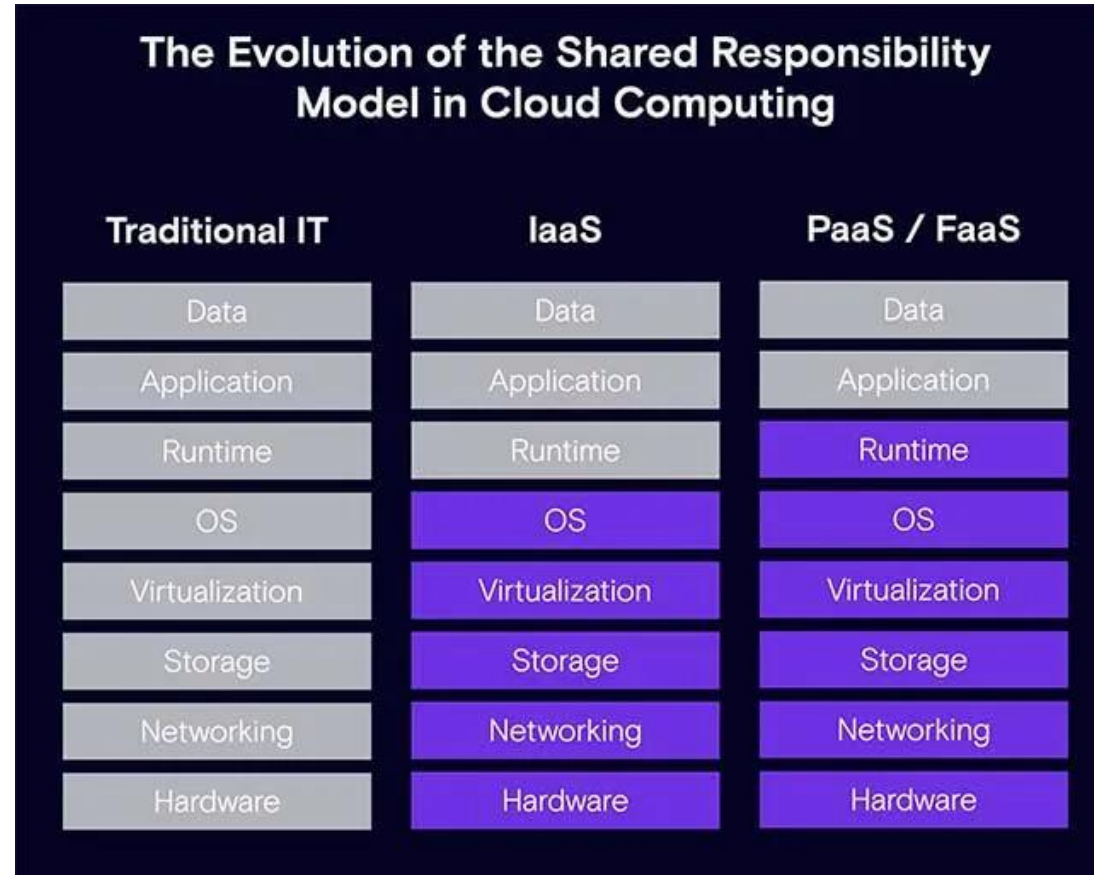 The Evolution of the Shared Responsibility
Model in Cloud Computing
Traditional IT
Data
Application
Runtime
OS
Virtualization
Storage
Networking
Hardware
IaaS
Data
Application
Runtime
OS
Virtualization
Storage
Networking
Hardware
PaaS / FaaS
Data
Application
Runtime
OS
Virtualization
Storage
Networking
Hardware